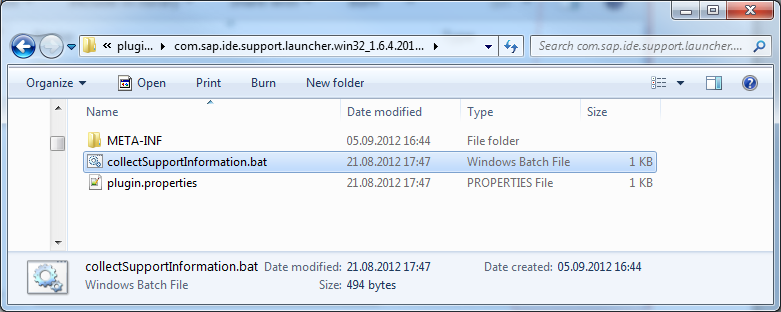 « plugi... ▸ com.sap.ide.support.launcher.win32_1.6.4.201... Search com.sap.ide.support.launcher....
Organize Open Print Burn New folder
Name Date modified Type Size
META-INF 05.09.2012 16:44 File folder
collectSupportInformation.bat 21.08.2012 17:47 Windows Batch File 1 KB
plugin.properties 21.08.2012 17:47 PROPERTIES File 1 KB
collectSupportInformation.bat Date modified: 21.08.2012 17:47 Date created: 05.09.2012 16:44
Windows Batch File Size: 494 bytes